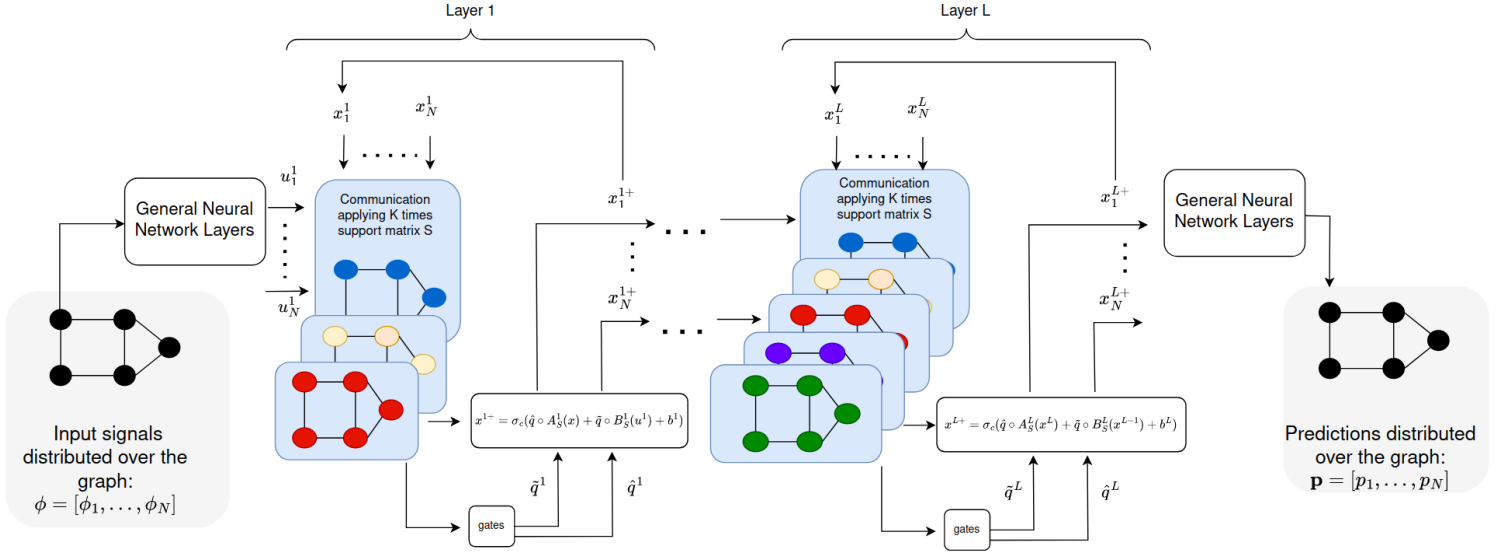 Layer 1
Layer L
x_1^1
x_N^1
x_1^L
x_N^L
u_1^1
u_N^1
General Neural
Network Layers
Communication
applying K times
support matrix S
x_1^{1+}
x_N^{1+}
Communication
applying K times
support matrix S
x_1^{L+}
x_N^{L+}
General Neural
Network Layers
Input signals
distributed over the
graph:
ϕ = [ϕ_1, . . . , ϕ_N]
x^{1+} = σ_c(q̂ ∘ A_S^1(x) + q̃ ∘ B_S^1(u^1) + b^1)
q̃^1
q̂^1
gates
x^{L+} = σ_c(q̂ ∘ A_S^L(x^L) + q̃ ∘ B_S^L(x^{L-1}) + b^L)
q̃^L
q̂^L
gates
Predictions distributed
over the graph:
p = [p_1, . . . , p_N]